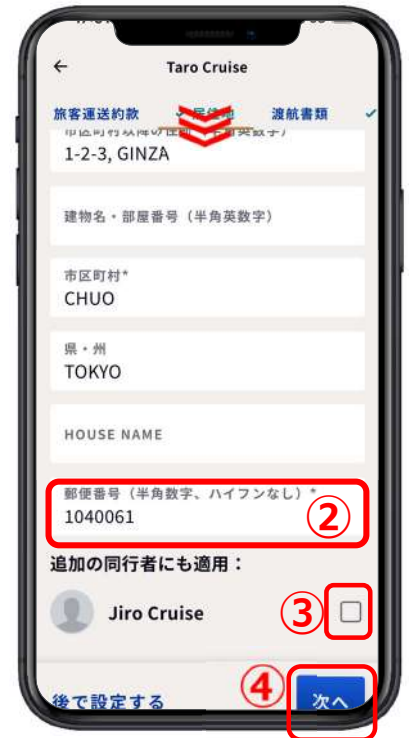 Taro Cruise
旅客運送約款 居住地 渡航書類
1-2-3, GINZA
建物名・部屋番号（半角英数字）
市区町村*
CHUO
県・州
TOKYO
HOUSE NAME
郵便番号（半角数字、ハイフンなし）*
1040061
②
追加の同行者にも適用：
Jiro Cruise
③
④
後で設定する 次へ